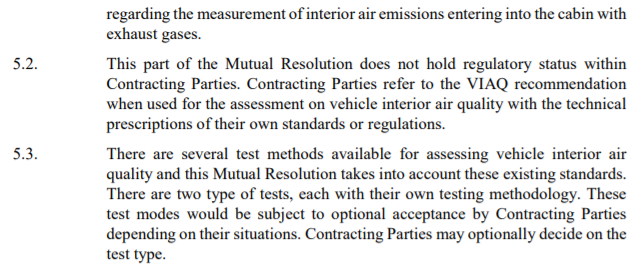 regarding the measurement of interior air emissions entering into the cabin with
exhaust gases.
5.2. This part of the Mutual Resolution does not hold regulatory status within
Contracting Parties. Contracting Parties refer to the VIAQ recommendation
when used for the assessment on vehicle interior air quality with the technical
prescriptions of their own standards or regulations.
5.3. There are several test methods available for assessing vehicle interior air
quality and this Mutual Resolution takes into account these existing standards.
There are two type of tests, each with their own testing methodology. These
test modes would be subject to optional acceptance by Contracting Parties
depending on their situations. Contracting Parties may optionally decide on the
test type.